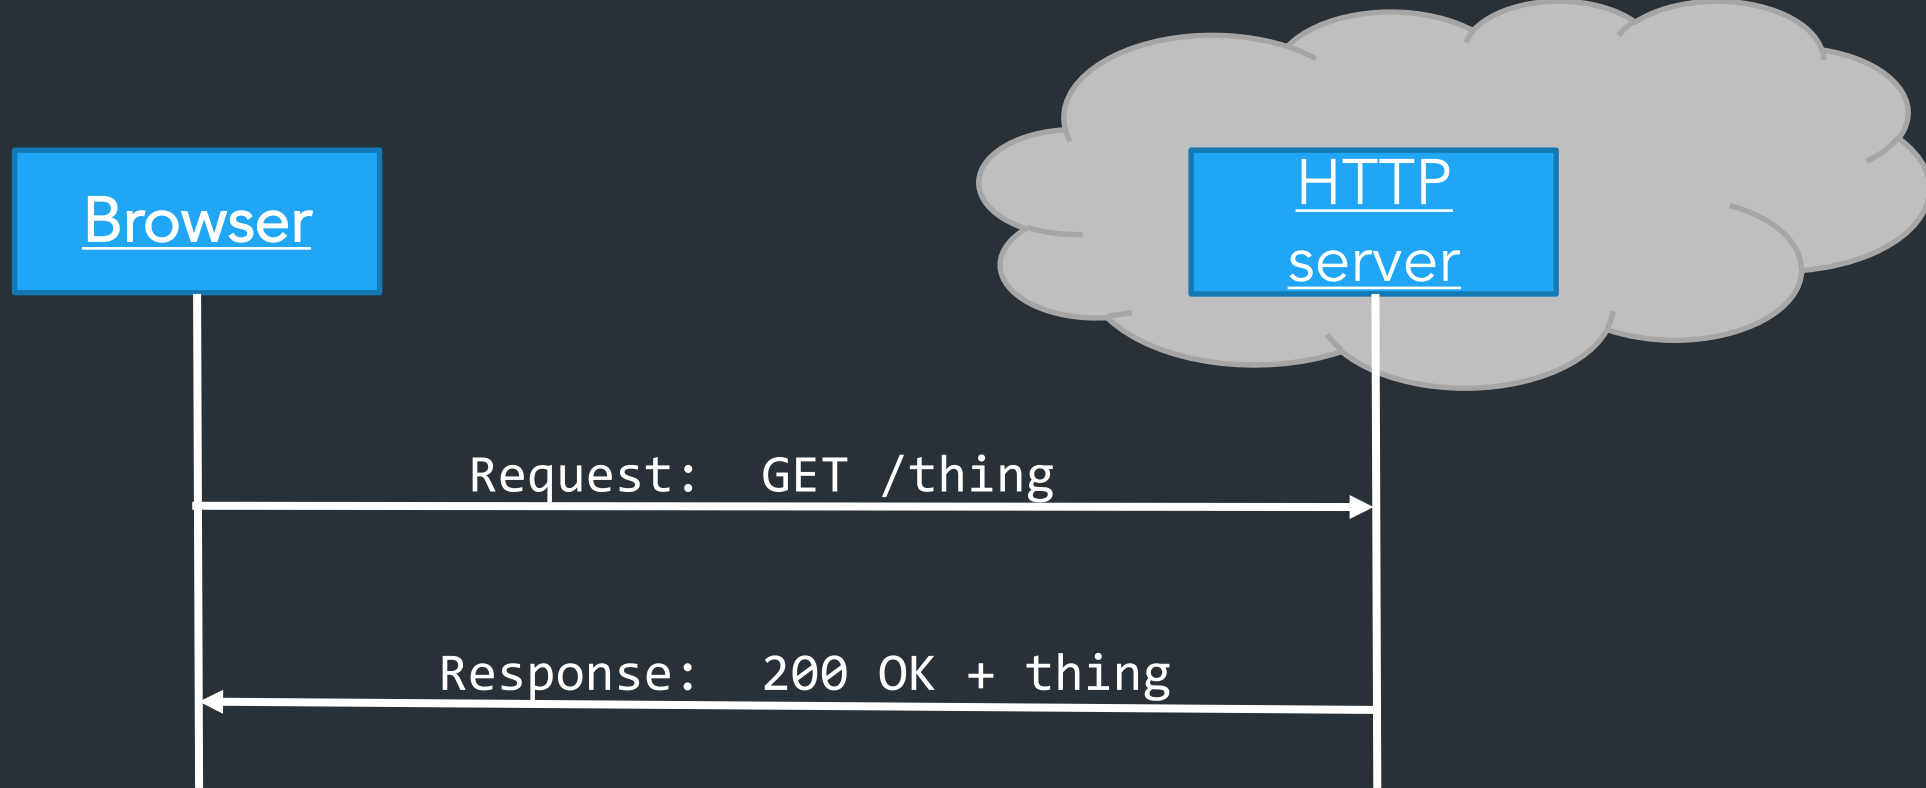 Browser
HTTP
server
Request:  GET /thing
Response:  200 OK + thing